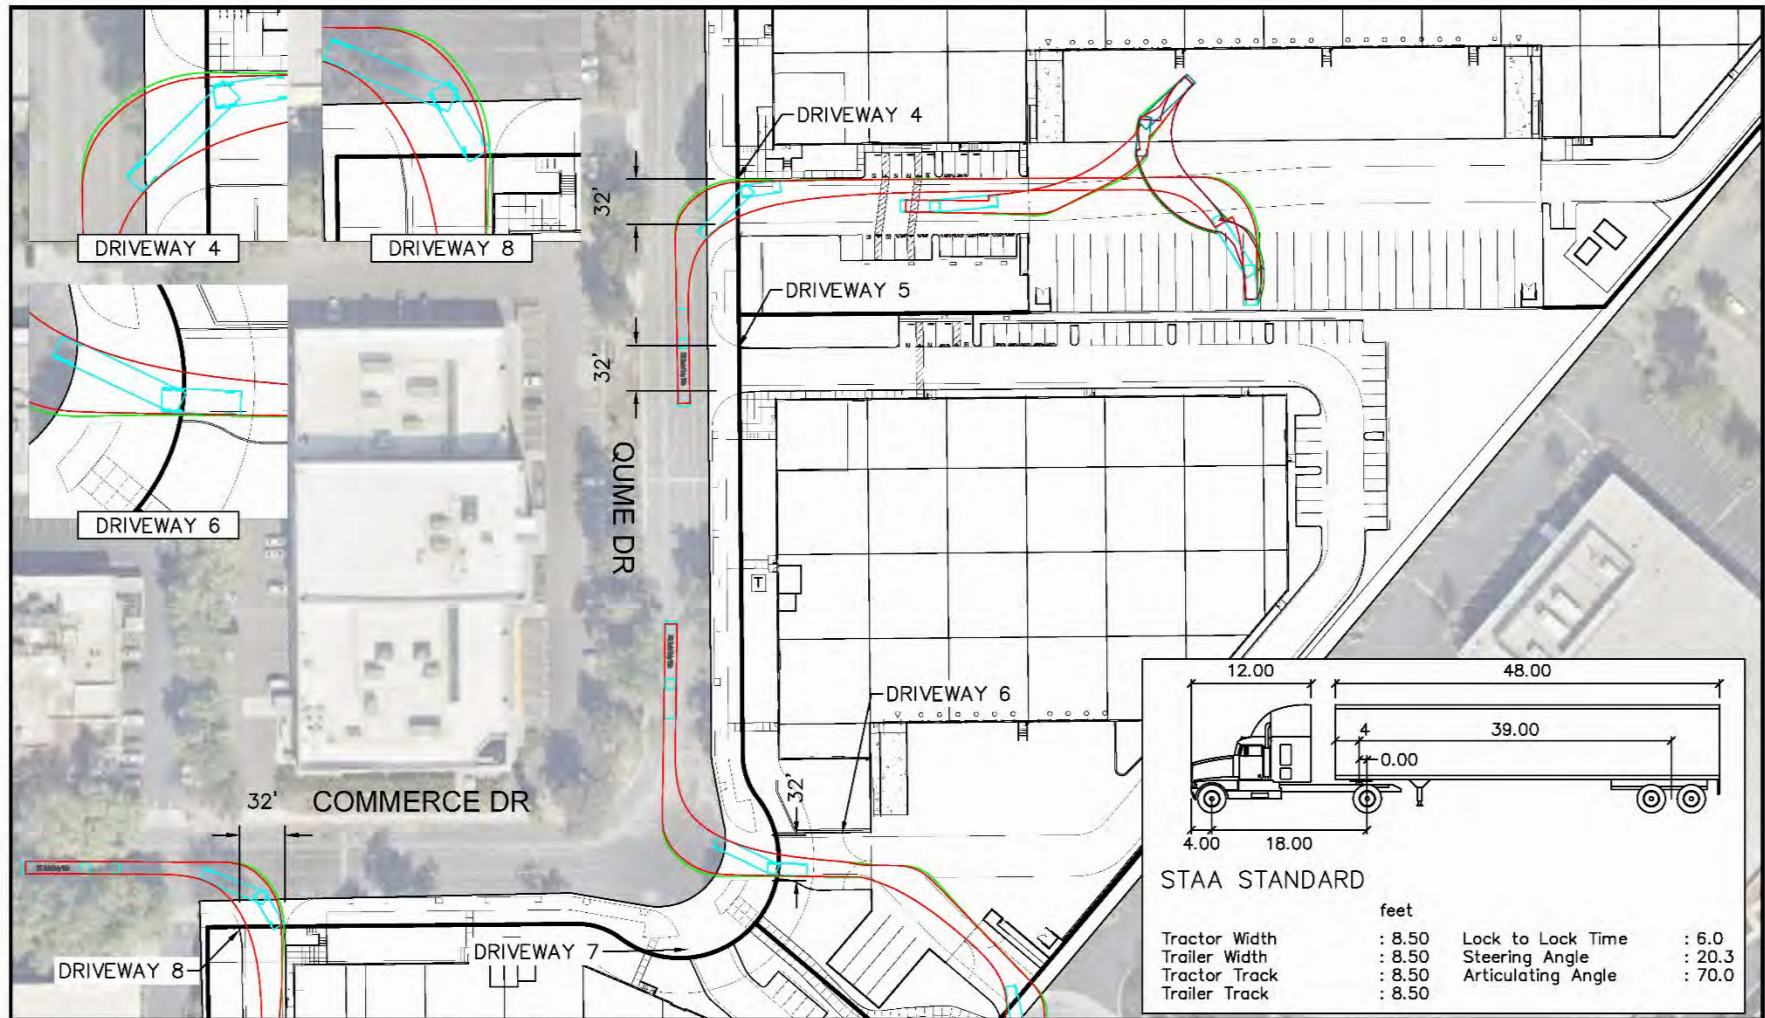 DRIVEWAY 4
DRIVEWAY 8
DRIVEWAY 6
DRIVEWAY 4
32'
DRIVEWAY 5
32'
QUME DR
T
DRIVEWAY 6
32'
32'
COMMERCE DR
DRIVEWAY 7
DRIVEWAY 8
12.00
48.00
4
39.00
0.00
4.00
18.00
STAA STANDARD
feet
Tractor Width : 8.50 Lock to Lock Time : 6.0
Trailer Width : 8.50 Steering Angle : 20.3
Tractor Track : 8.50 Articulating Angle : 70.0
Trailer Track : 8.50